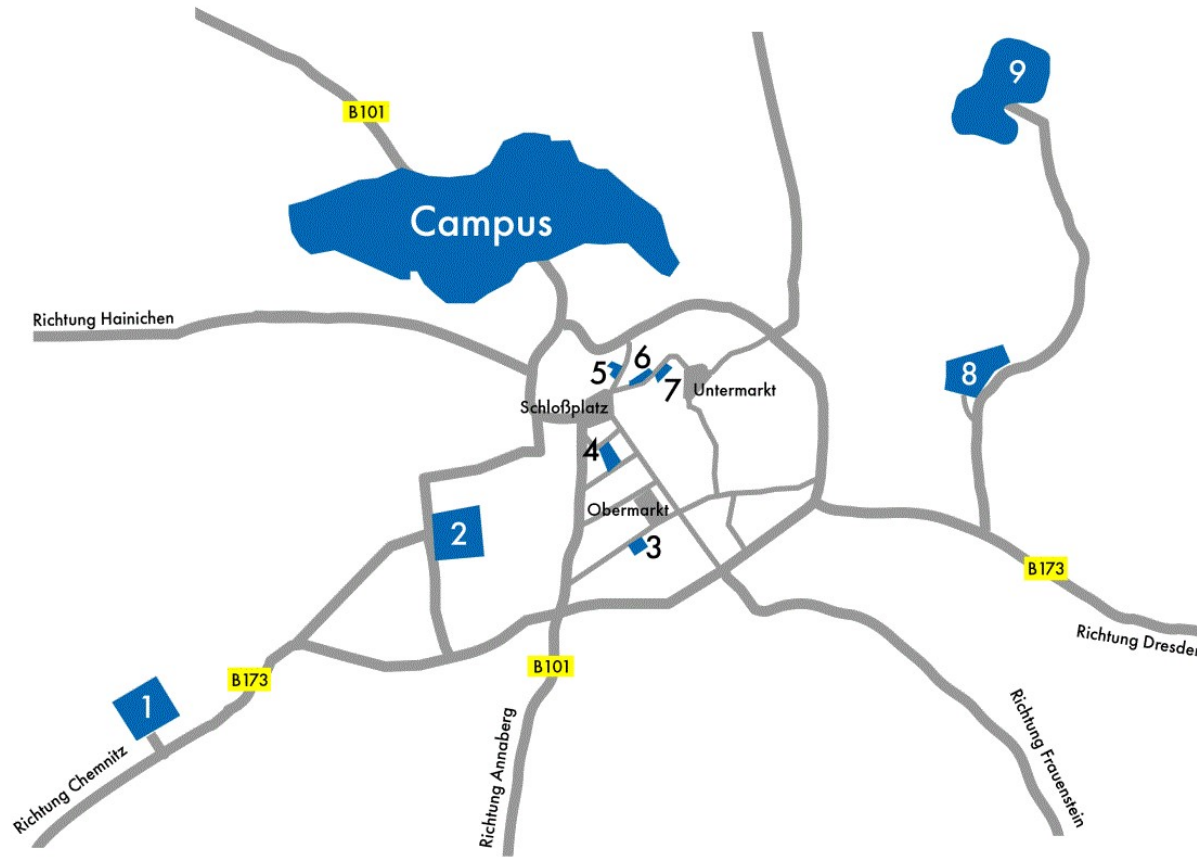 9
B101
Campus
Richtung Hainichen
6
5
8
7
Untermarkt
Schloßplatz
4
Obermarkt
2
3
B173
Richtung Dresden
B101
B173
1
Richtung Chemnitz
Richtung Annaberg
Richtung Frauenstein